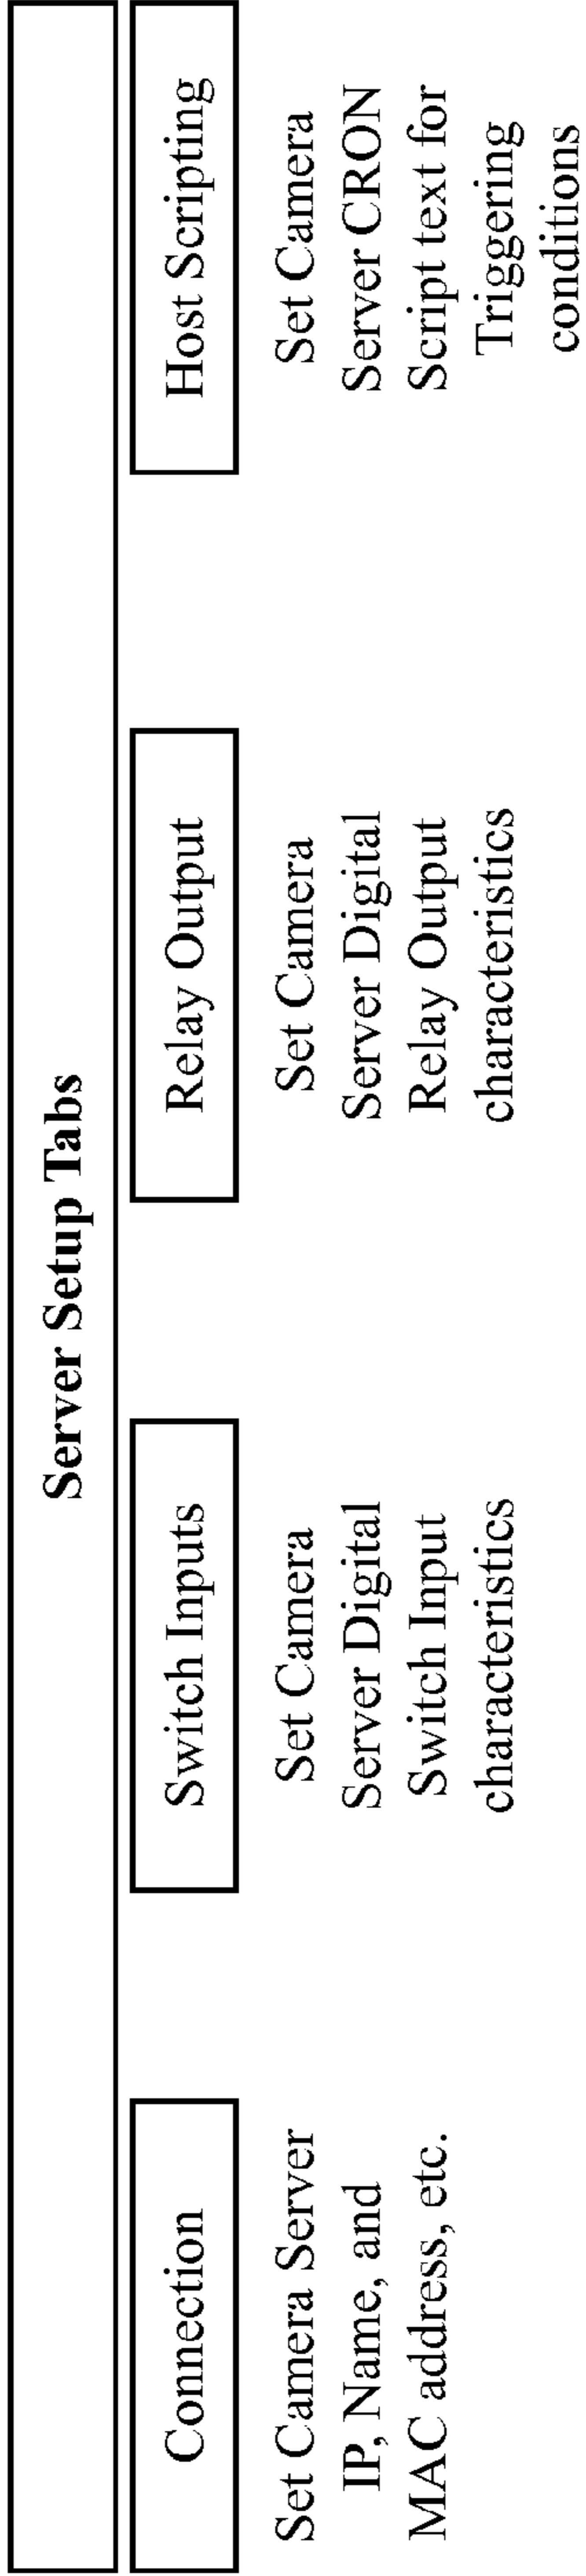 Server Setup Tabs
Connection
Set Camera Server
IP, Name, and
MAC address, etc.
Switch Inputs
Set Camera
Server Digital
Switch Input
characteristics
Relay Output
Set Camera
Server Digital
Relay Output
characteristics
Host Scripting
Set Camera
Server CRON
Script text for
Triggering
conditions